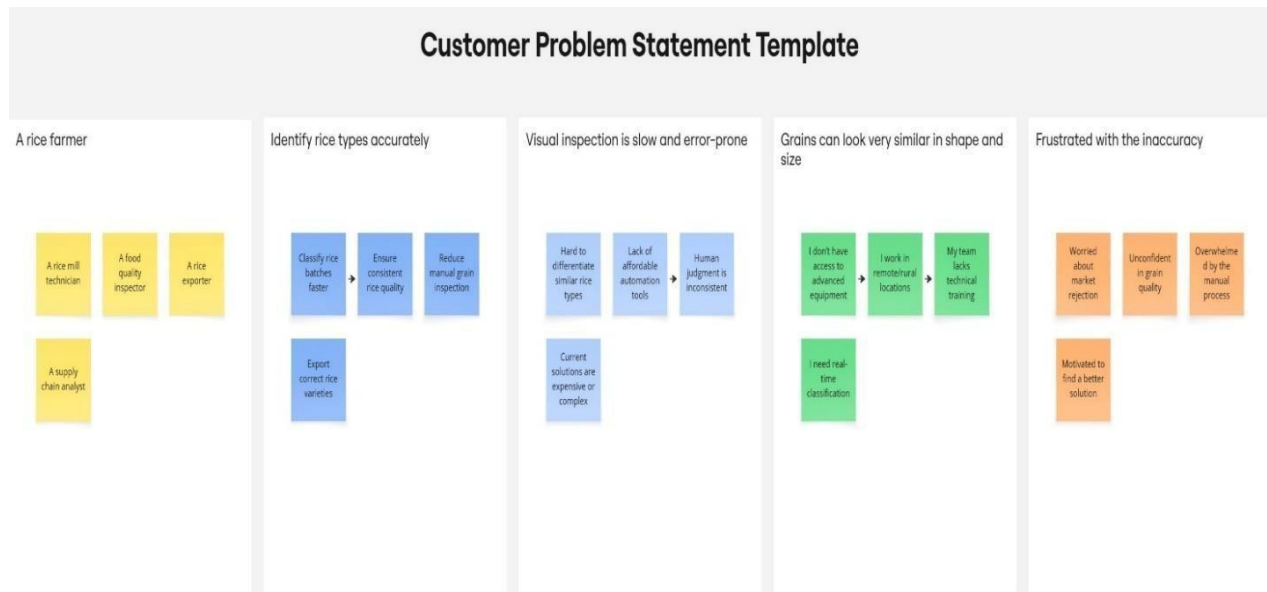 Customer Problem Statement Template
A rice farmer
A rice mill
technician
A food
quality
inspector
A rice
exporter
A supply
chain analyst
Identify rice types accurately
Classify rice
batches
faster
Ensure
consistent
rice quality
Reduce
manual grain
inspection
Export
correct rice
varieties
Visual inspection is slow and error-prone
Hard to
differentiate
similar rice
types
Lack of
affordable
automation
tools
Human
judgment is
inconsistent
Current
solutions are
expensive or
complex
Grains can look very similar in shape and
size
I don't have
access to
advanced
equipment
I work in
remote/rural
locations
My team
lacks
technical
training
I need real-
time
classification
Frustrated with the inaccuracy
Worried
about
market
rejection
Unconfident
in grain
quality
Overwhelme
d by the
manual
process
Motivated to
find a better
solution